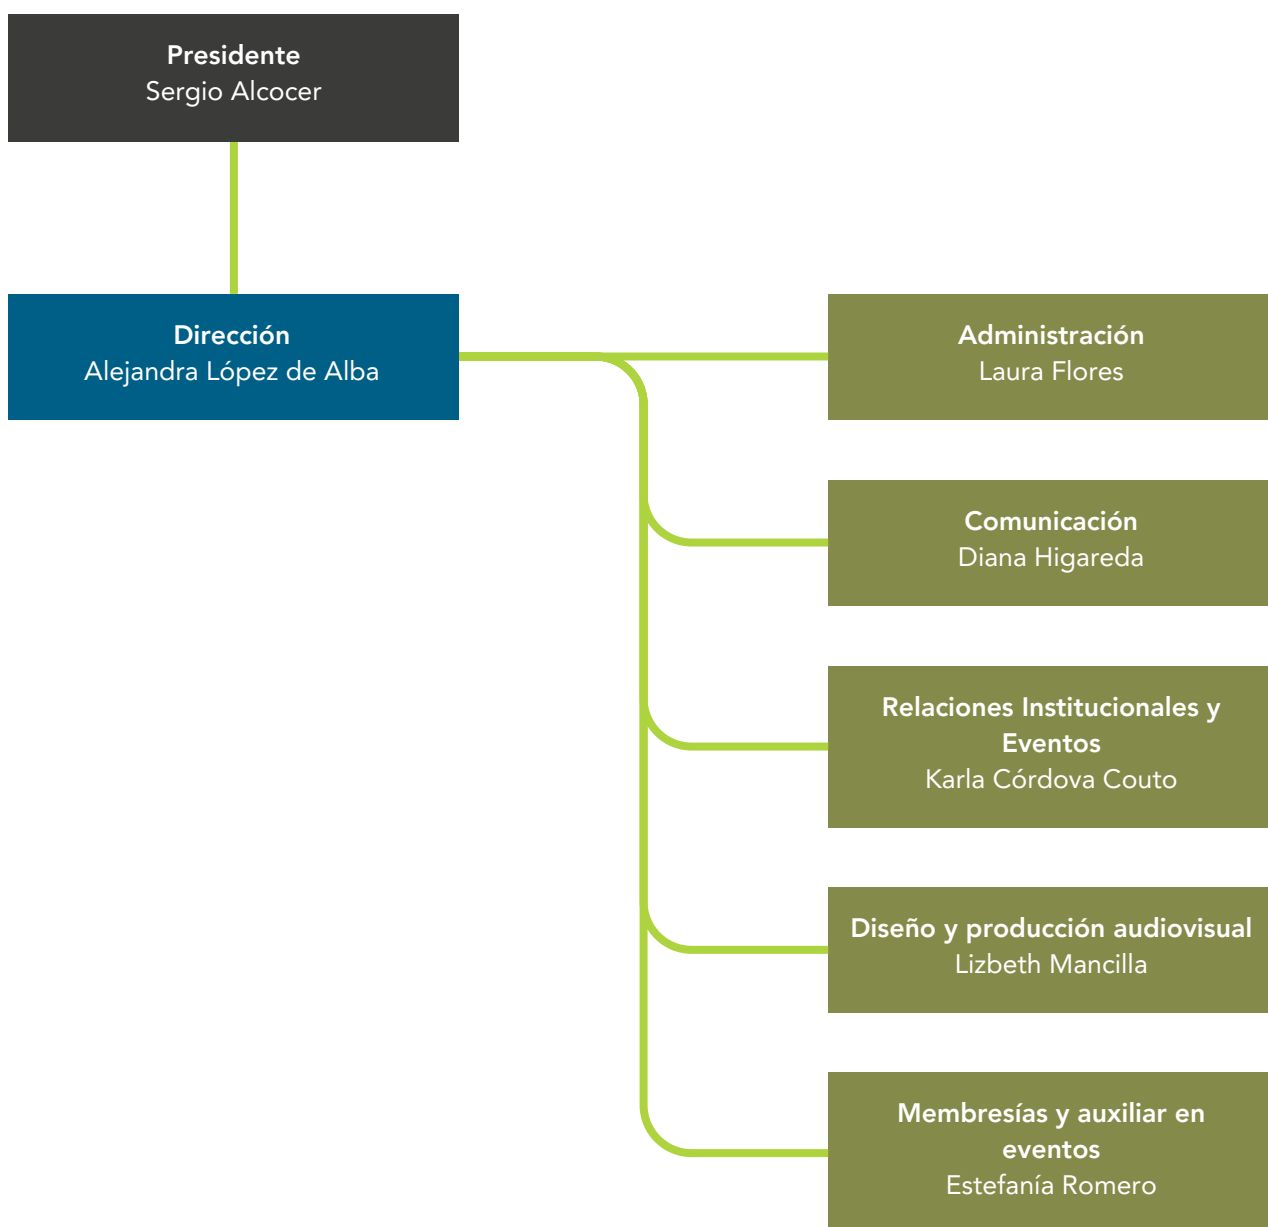 Presidente
Sergio Alcocer
Dirección
Alejandra López de Alba
Administración
Laura Flores
Comunicación
Diana Higareda
Relaciones Institucionales y
Eventos
Karla Córdova Couto
Diseño y producción audiovisual
Lizbeth Mancilla
Membresías y auxiliar en
eventos
Estefanía Romero